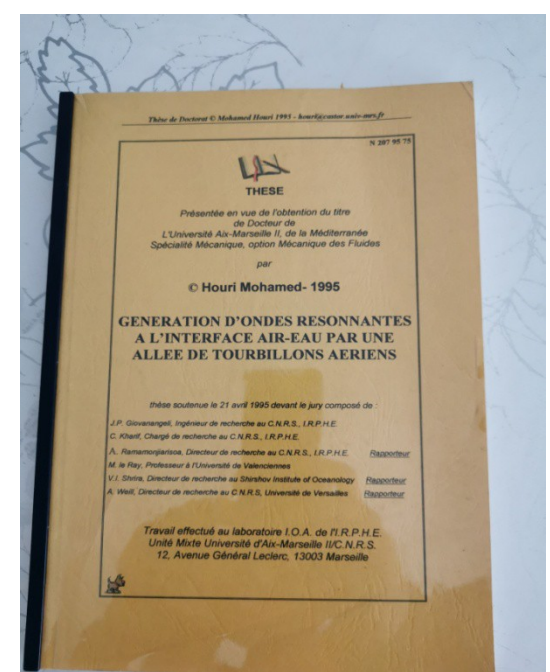 Thèse de Doctorat © Mohamed Houri 1995 - houri@castor univ-mrs.fr
N 207 95 75
THESE
Présentée en vue de l'obtention du titre
de Docteur de
L'Université Aix-Marseille II, de la Méditerranée
Spécialité Mécanique, option Mécanique des Fluides
par
© Houri Mohamed- 1995
GENERATION D'ONDES RESONNANTES
A L'INTERFACE AIR-EAU PAR UNE
ALLEE DE TOURBILLONS AERIENS
thèse soutenue le 21 avril 1995 devant le jury composé de :
J.P. Giovanangeli, Ingénieur de recherche au C.N.R.S., I.R.P.H.E.
C. Kharif, Chargé de recherche au C.N.R.S., I.R.P.H.E.
A. Ramamonjiarisoa, Directeur de recherche au C.N.R.S., I.R.P.H.E. Rapporteur
M. le Ray, Professeur à l'Université de Valenciennes
V.I. Shrira, Directeur de recherche au Shirshov Institute of Oceanology Rapporteur
A. Weill, Directeur de recherche au C.N.R.S, Université de Versailles Rapporteur
Travail effectué au laboratoire I.O.A. de l'I.R.P.H.E.
Unité Mixte Université d'Aix-Marseille II/C.N.R.S.
12, Avenue Général Leclerc, 13003 Marseille